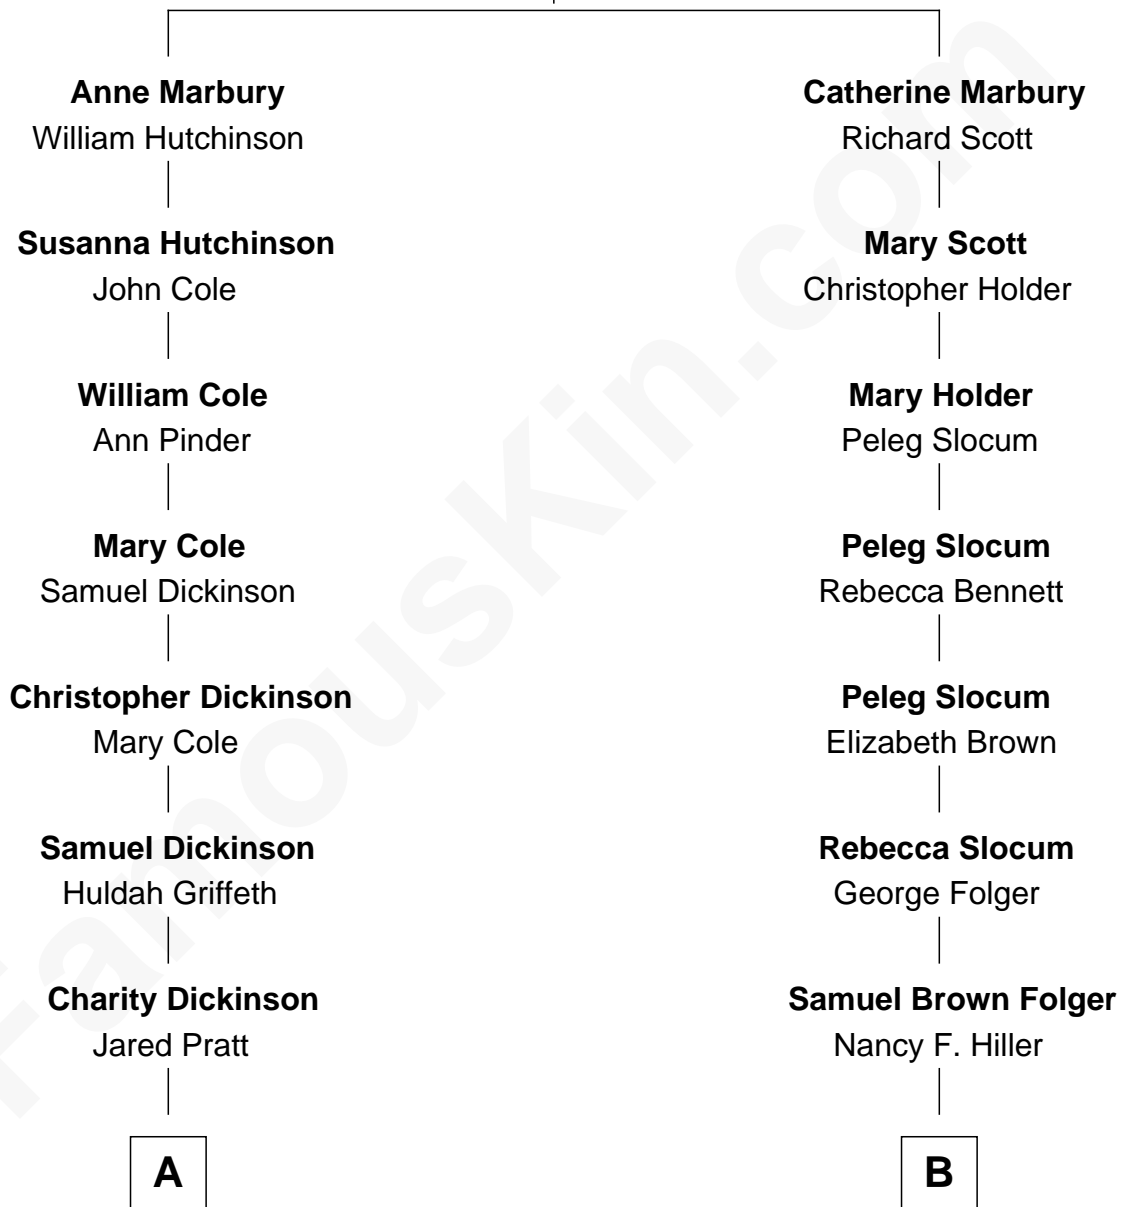 Anne Marbury
William Hutchinson
Susanna Hutchinson
John Cole
William Cole
Ann Pinder
Mary Cole
Samuel Dickinson
Christopher Dickinson
Mary Cole
Samuel Dickinson
Huldah Griffeth
Charity Dickinson
Jared Pratt
A
Catherine Marbury
Richard Scott
Mary Scott
Christopher Holder
Mary Holder
Peleg Slocum
Peleg Slocum
Rebecca Bennett
Peleg Slocum
Elizabeth Brown
Rebecca Slocum
George Folger
Samuel Brown Folger
Nancy F. Hiller
B
FamousKin.com